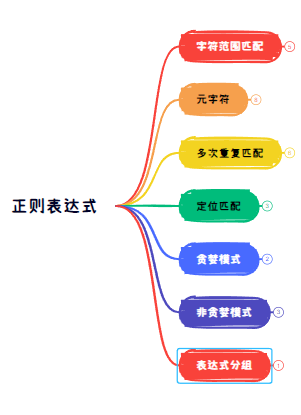 字符范围匹配 5
元字符 8
多次重复匹配 6
正则表达式
定位匹配 3
贪婪模式 2
非贪婪模式 3
表达式分组 1